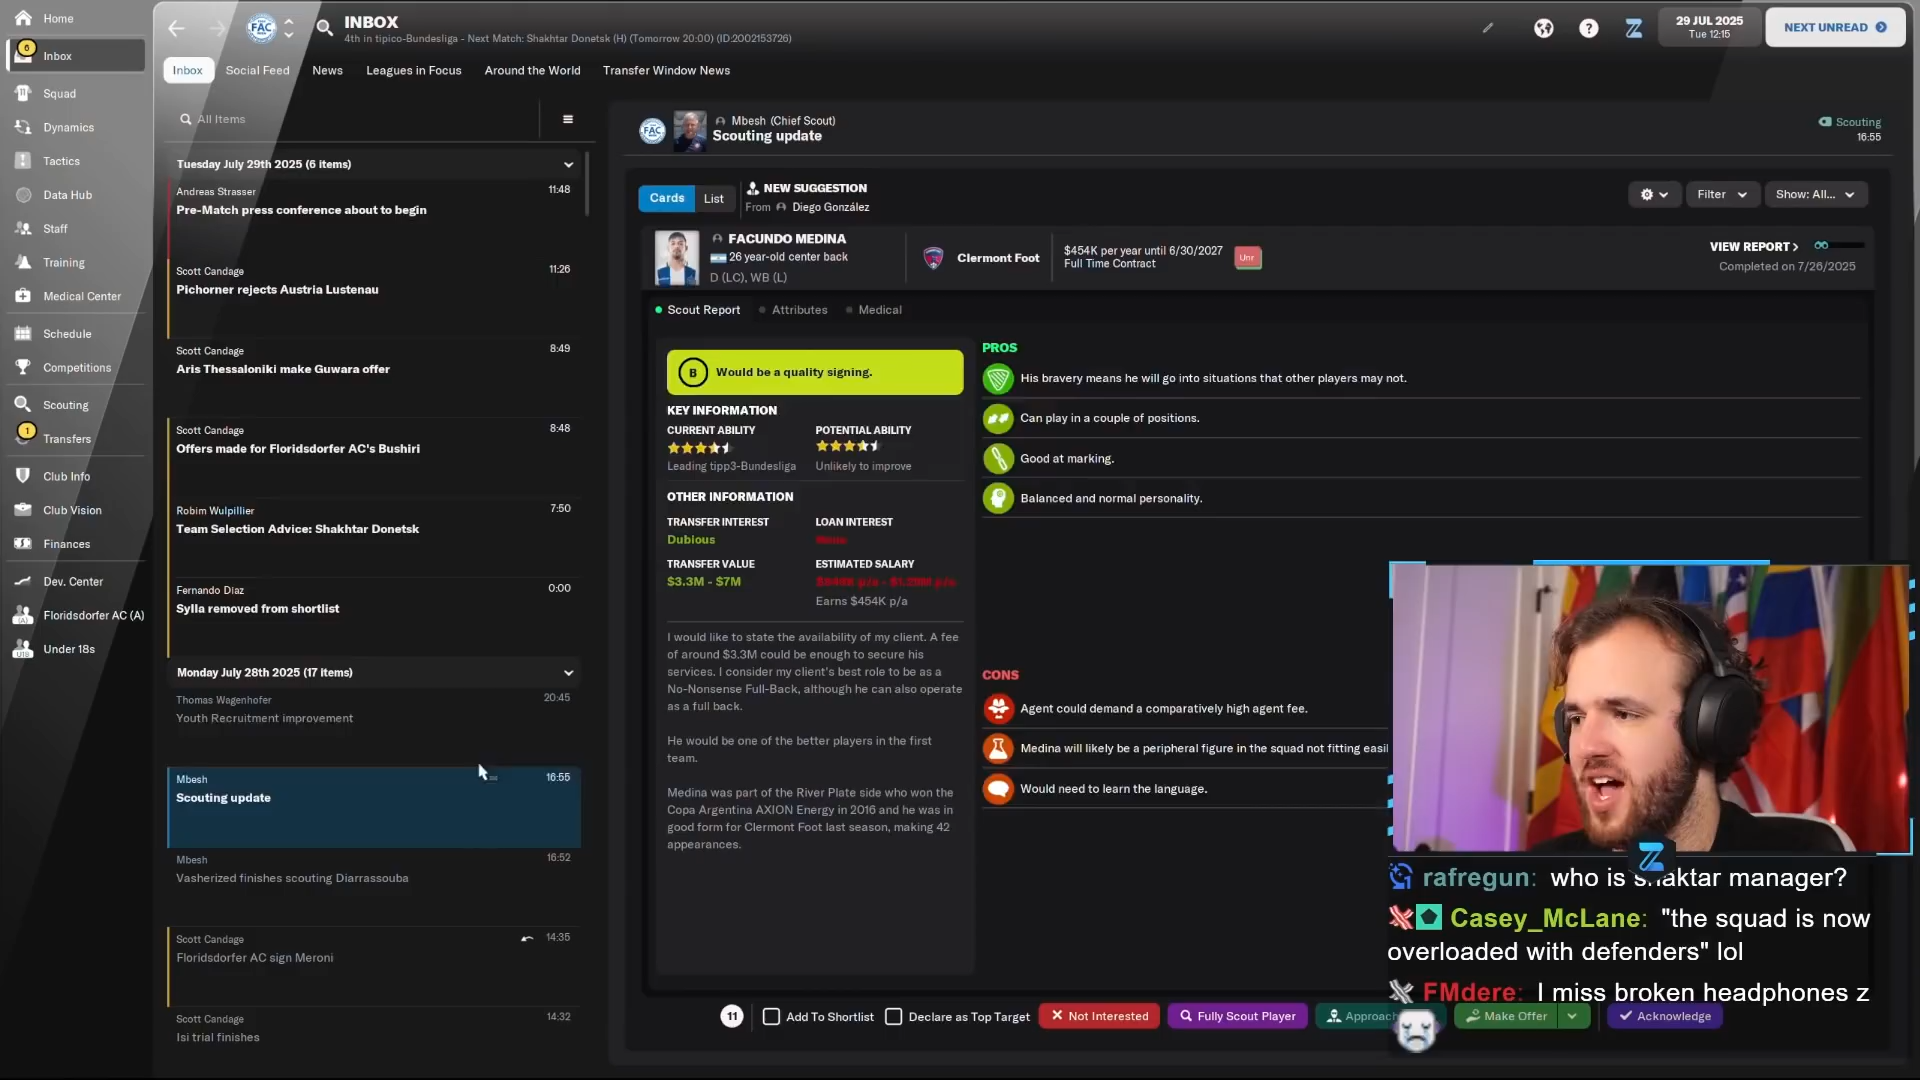 Home
6
Inbox
Squad
Dynamics
Tactics
Data Hub
Staff
Training
Medical Center
Schedule
Competitions
Scouting
1
Transfers
Club Info
Club Vision
Finances
Dev. Center
Floridsdorfer AC (A)
Under 18s
FAC
INBOX
4th in tipico-Bundesliga - Next Match: Shakhtar Donetsk (H) (Tomorrow 20:00) (ID:2002153726)
29 JUL 2025
Tue 12:15
NEXT UNREAD
Inbox Social Feed News Leagues in Focus Around the World Transfer Window News
All Items
Tuesday July 29th 2025 (6 items)
Andreas Strasser 11:48
Pre-Match press conference about to begin
Scott Candage 11:26
Pichorner rejects Austria Lustenau
Scott Candage 8:49
Aris Thessaloniki make Guwara offer
Scott Candage 8:48
Offers made for Floridsdorfer AC's Bushiri
Robim Wulpillier 7:50
Team Selection Advice: Shakhtar Donetsk
Fernando Diaz 0:00
Sylla removed from shortlist
Monday July 28th 2025 (17 items)
Thomas Wagenhofer 20:45
Youth Recruitment improvement
Mbesh 16:55
Scouting update
Mbesh 16:52
Vasherized finishes scouting Diarrassouba
Scott Candage 14:35
Floridsdorfer AC sign Meroni
Scott Candage 14:32
Isi trial finishes
FAC
Mbesh (Chief Scout)
Scouting update
Scouting
16:55
Cards List
NEW SUGGESTION
From Diego González
Filter
Show: All...
FACUNDO MEDINA
26 year-old center back
D (LC), WB (L)
Clermont Foot
$454K per year until 6/30/2027
Full Time Contract
Unr
VIEW REPORT >
Completed on 7/26/2025
Scout Report Attributes Medical
B Would be a quality signing.
KEY INFORMATION
CURRENT ABILITY POTENTIAL ABILITY
Leading tipp3-Bundesliga Unlikely to improve
OTHER INFORMATION
TRANSFER INTEREST LOAN INTEREST
Dubious
TRANSFER VALUE ESTIMATED SALARY
$3.3M - $7M
Earns $454K p/a
I would like to state the availability of my client. A fee
of around $3.3M could be enough to secure his
services. I consider my client's best role to be as a
No-Nonsense Full-Back, although he can also operate
as a full back.
He would be one of the better players in the first
team.
Medina was part of the River Plate side who won the
Copa Argentina AXION Energy in 2016 and he was in
good form for Clermont Foot last season, making 42
appearances.
PROS
His bravery means he will go into situations that other players may not.
Can play in a couple of positions.
Good at marking.
Balanced and normal personality.
CONS
Agent could demand a comparatively high agent fee.
Medina will likely be a peripheral figure in the squad not fitting easil
Would need to learn the language.
rafregun: who is shaktar manager?
Casey_McLane: "the squad is now
overloaded with defenders" lol
FMdere: I miss broken headphones z
11 Add To Shortlist Declare as Top Target Not Interested Fully Scout Player Approac Make Offer Acknowledge